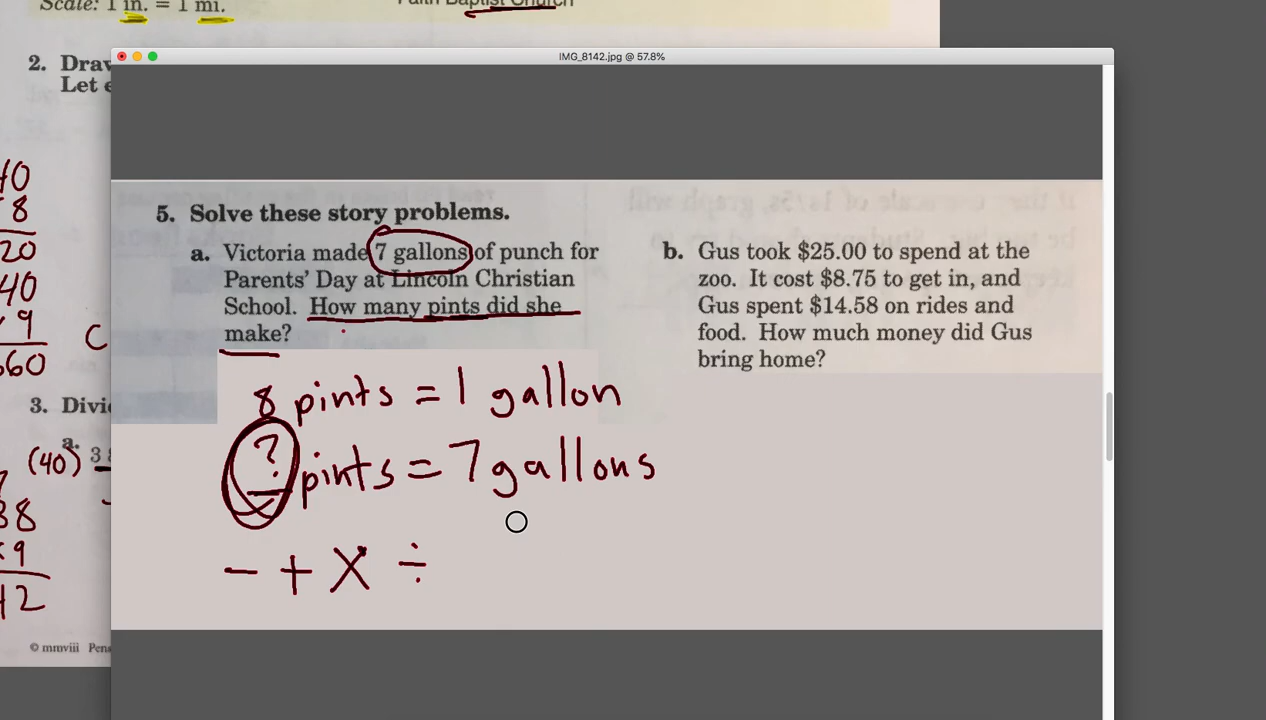 Scale: 1 in. = 1 mi.
Faith Baptist Church
2. Draw
Let e
IMG_8142.jpg @ 57.8%
5. Solve these story problems.
a. Victoria made 7 gallons of punch for
Parents' Day at Lincoln Christian
School. How many pints did she
make?
8 pints = 1 gallon
? pints = 7 gallons
- + X ÷
b. Gus took $25.00 to spend at the
zoo. It cost $8.75 to get in, and
Gus spent $14.58 on rides and
food. How much money did Gus
bring home?
40
8
20
40
9
560
C
3. Divi
a.
(40) 38
38
x9
42
© mmviii Pens